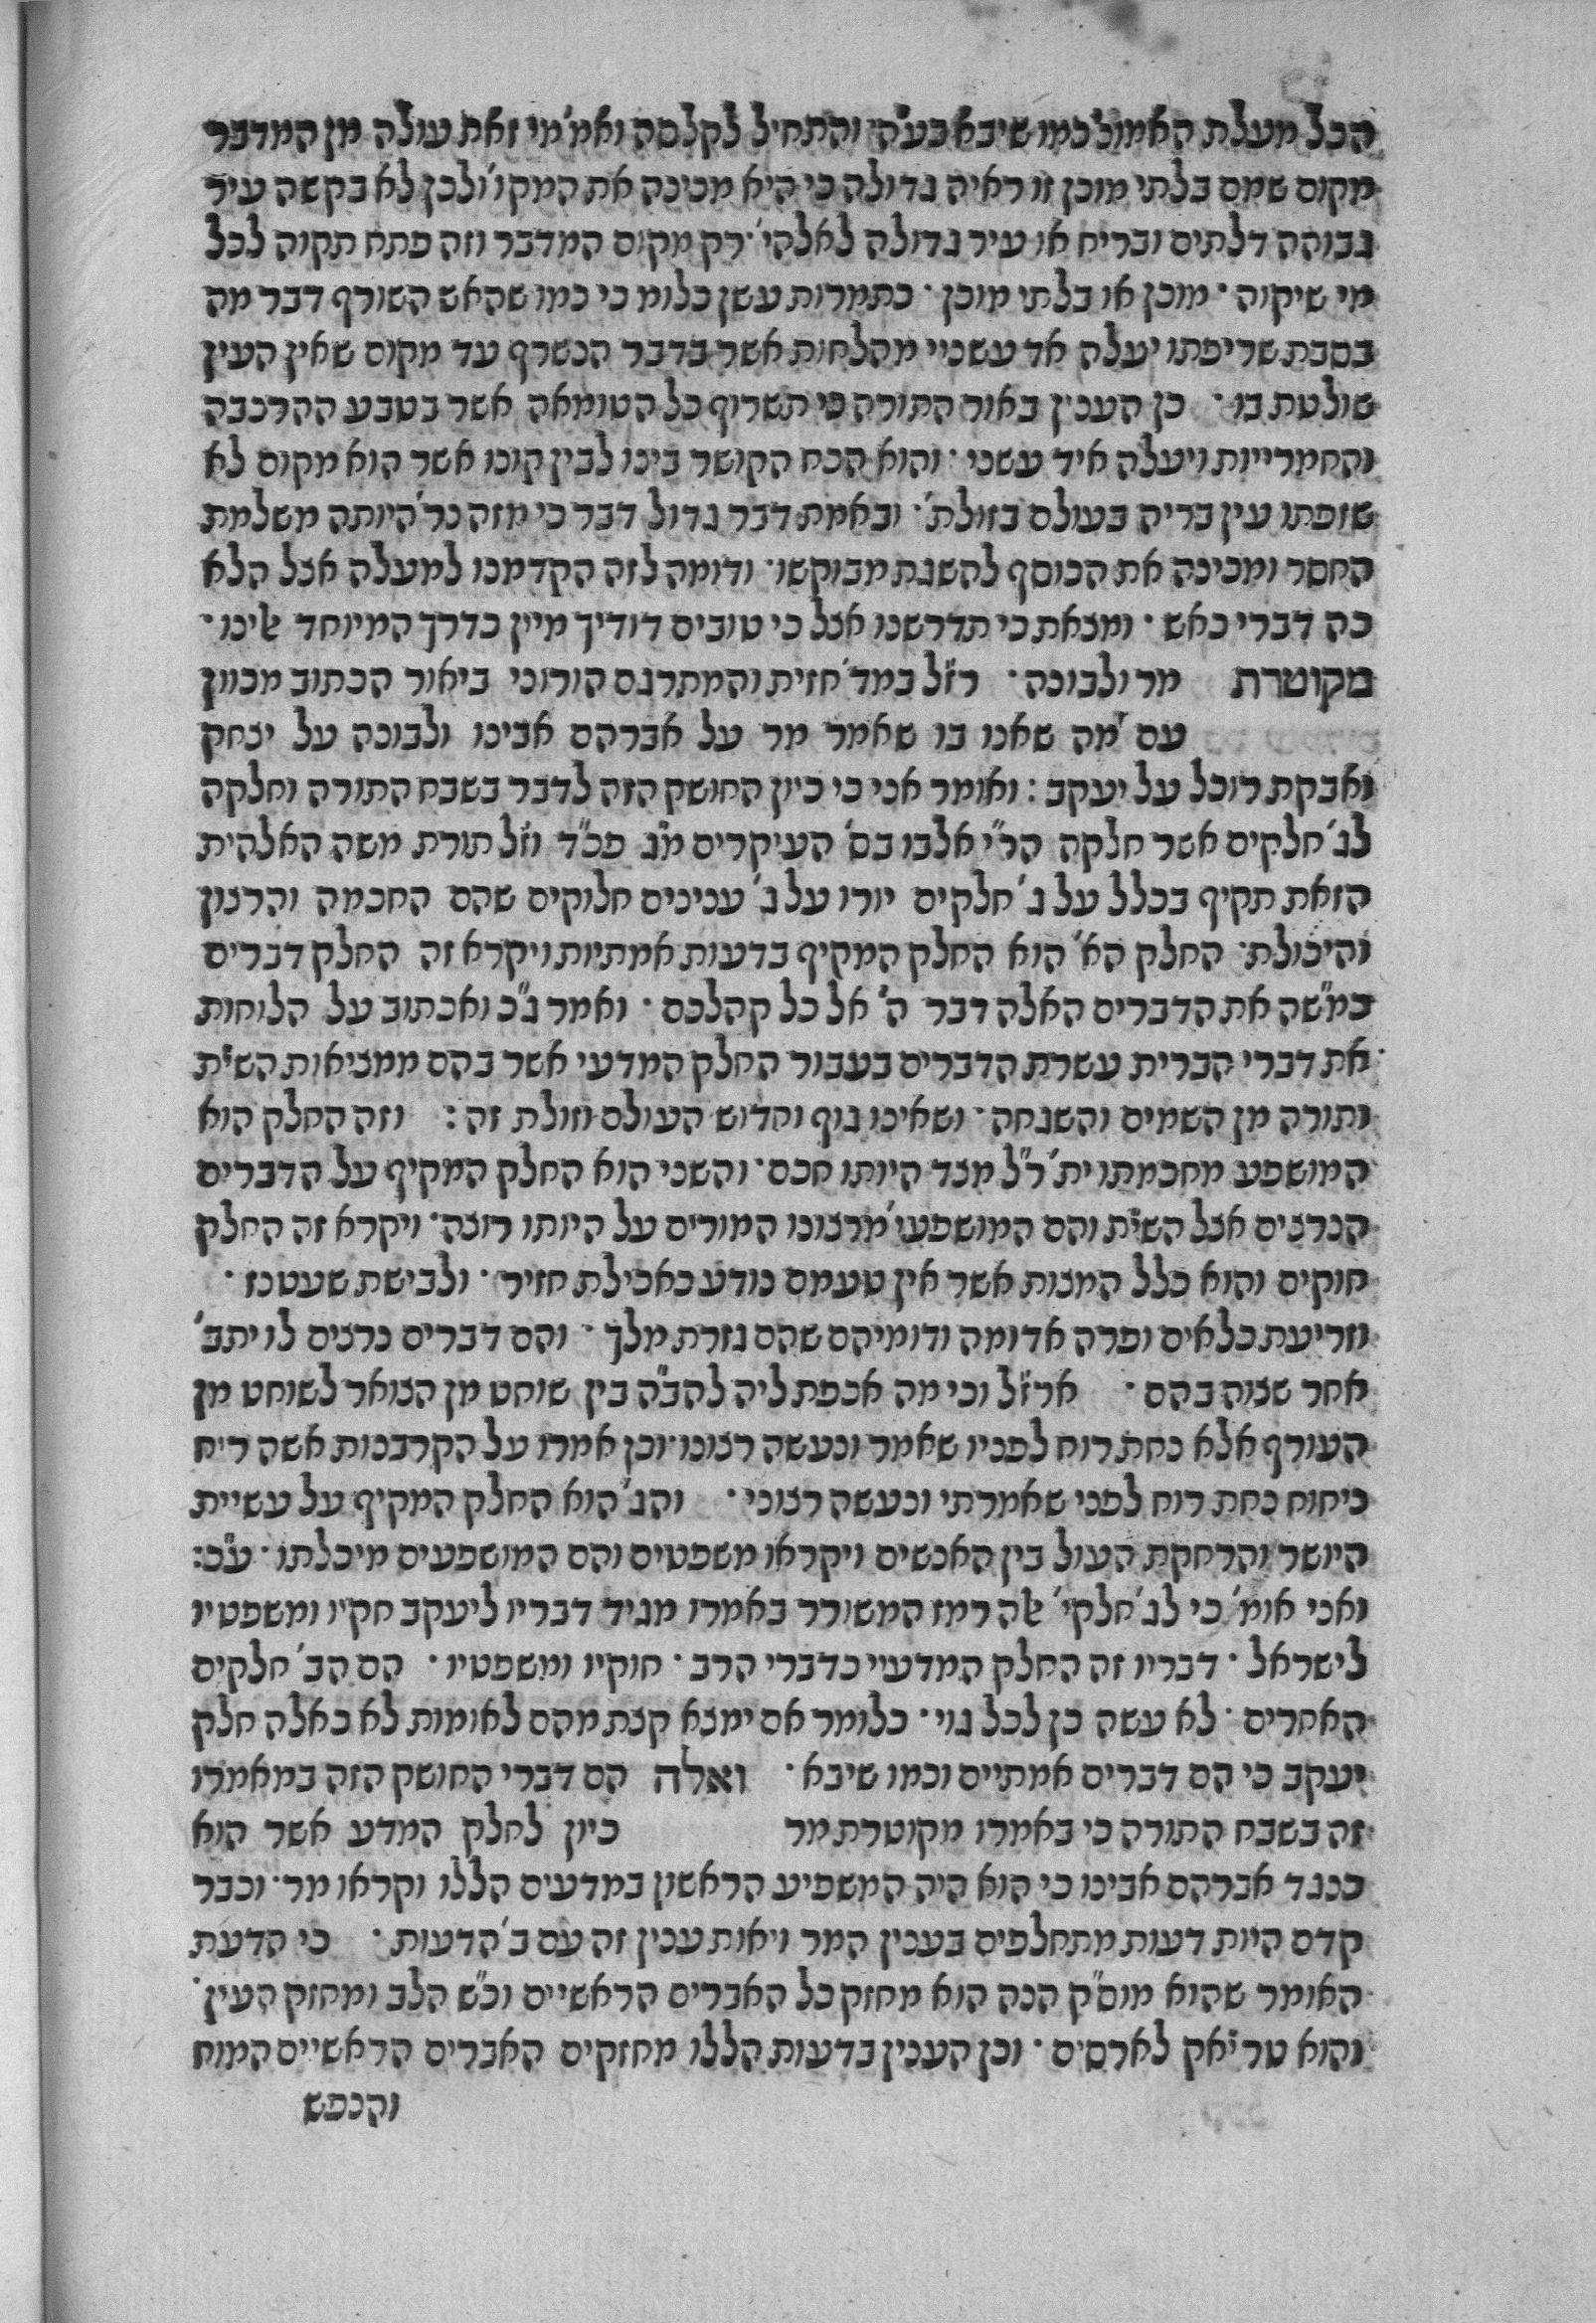 הכל מעלת האמור כמו שיבא בע"ה והתחיל לקלסה ואמ' מי זאת עולה מן המדבר
מקום שמם בלתי מוכן זו ראיה גדולה כי היא מכינה את המקו' ולכן לא בקשה עיר
גבוהה דלתים ובריח או עיר גדולה לאלהי' · רק מקום המדבר וזה פתח תקוה לכל
מי שיקוה · מוכן או בלתי מוכן · כתמרות עשן כלומ' כי כמו שהאש השורף דבר מה
בסבת שריפתו יעלה אד עשניי מהלחות אשר בדבר הנשרף עד מקום שאין העין
שולטת בו · כן הענין באור התורה כי תשרוף כל הטומאה אשר בטבע ההרכבה
והחמרייות ויעלה איד עשני · והוא הכח הקושר בינו לבין קונו אשר הוא מקום לא
שזפתו עין בריה בעולם בזולת' · ובאמת דבר גדול דבר כי מזה נר' היותה משלמת
החסר ומכינה את הכוסף להשגת מבוקשו · ודומה לזה הקדמנו למעלה אצל הלא
כה דברי כאש · ומצאת כי תדרשנו אצל כי טובים דודיך מיין כדרך המיוחד אלינו ·
מקוטרת מר ולבונה · רז"ל במד' חזית והמתרגם הורוני ביאור הכתוב מכוון
עם מה שאנו בו שאמר מר על אברהם אבינו ולבונה על יצחק
ואבקת רוכל על יעקב : ואומר אני כי כיון החושק הזה לדבר בשבח התורה וחלקה
לג' חלקים אשר חלקה הר"י אלבו בס' העיקרים מ"ג פכ"ד וז"ל תורת משה האלהית
הזאת תקיף בכלל על ג' חלקים יורו על ג' ענינים חלוקים שהם החכמה והרצון
והיכולת · החלק הא' הוא החלק המקיף בדעות אמתיות ויקרא זה החלק דברים
במ"שה את הדברים האלה דבר ה' אל כל קהלכם · ואמר ג"כ ואכתוב על הלוחות
את דברי הברית עשרת הדברים בעבור החלק המדעי אשר בהם ממציאות השי"ת
ותורה מן השמים והשגחה · ושאינו גוף וחדוש העולם וזולת זה : וזה החלק הוא
המושפע מחכמתו ית' ר"ל מצד היותו חכם · והשני הוא החלק המקיף על הדברים
הנרצים אצל השי"ת והם המושפעי' מרצונו המורים על היותו רוצה · ויקרא זה החלק
חוקים והוא כלל המצות אשר אין טעמם נודע כאכילת חזיר · ולבישת שעטנז ·
וזריעת כלאים ופרה אדומה ודומיהם שהם גזרת מלך · והם דברים נרצים לו יתב'
אחר שצוה בהם · ארז"ל וכי מה אכפת ליה להב"ה בין שוחט מן הצואר לשוחט מן
העורף אלא נחת רוח לפניו שאמר ונעשה רצונו · וכן אמרו על הקרבנות אשה ריח
ניחוח נחת רוח לפני שאמרתי ונעשה רצוני · והג' הוא החלק המקיף על עשיית
היושר והרחקת העול בין האנשים ויקראו משפטים והם המושפעים מיכלתו · ע"כ :
ואני אומ' כי לג' חלקי' אלה רמז המשורר באמרו מגיד דבריו ליעקב חקיו ומשפטיו
לישראל · דבריו זה החלק המדעיי כדברי הרב · חוקיו ומשפטיו · הם הב' חלקים
האחרים · לא עשה כן לכל גוי · כלומר אם ימצא קצת מהם לאומות לא כאלה חלק
יעקב כי הם דברים אמתיים וכמו שיבא · ואלה הם דברי החושק הזה במאמרו
זה בשבח התורה כי באמרו מקוטרת מר כיון לחלק המדע אשר הוא
כנגד אברהם אבינו כי הוא היה המשפיע הראשון במדעים הללו וקראו מר · וכבר
קדם היות דעות מתחלפים בענין המר ויאות ענין זה עם ב' הדעות · כי הדעת
האומר שהוא מוס"ק הנה הוא מחזק כל האברים הראשיים וכ"ש הלב ומחזק העין ·
והוא טריאק לארסים · וכן הענין בדעות הללו מחזקים האברים הראשיים המוח
והנפש